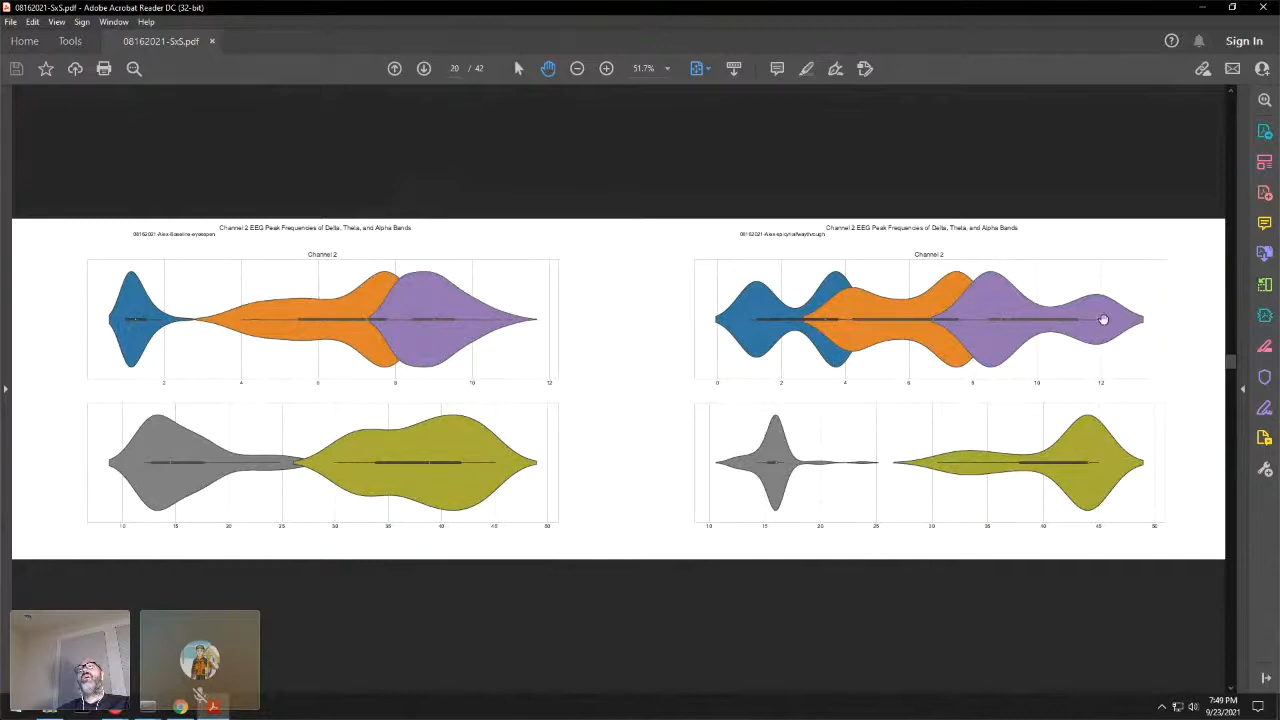 08162021-SxS.pdf - Adobe Acrobat Reader DC (32-bit)
File Edit View Sign Window Help
Home Tools 08162021-SxS.pdf × Sign In
20 / 42 51.7%
Channel 2 EEG Peak Frequencies of Delta, Theta, and Alpha Bands
08162021-Alex-Baseline-eyesopen
Channel 2
2 4 6 8 10 12
10 15 20 25 30 35 40 45 50
Channel 2 EEG Peak Frequencies of Delta, Theta, and Alpha Bands
Channel 2
0 2 4 6 8 10 12
10 15 20 25 30 35 40 45 50
7:49 PM
9/23/2021